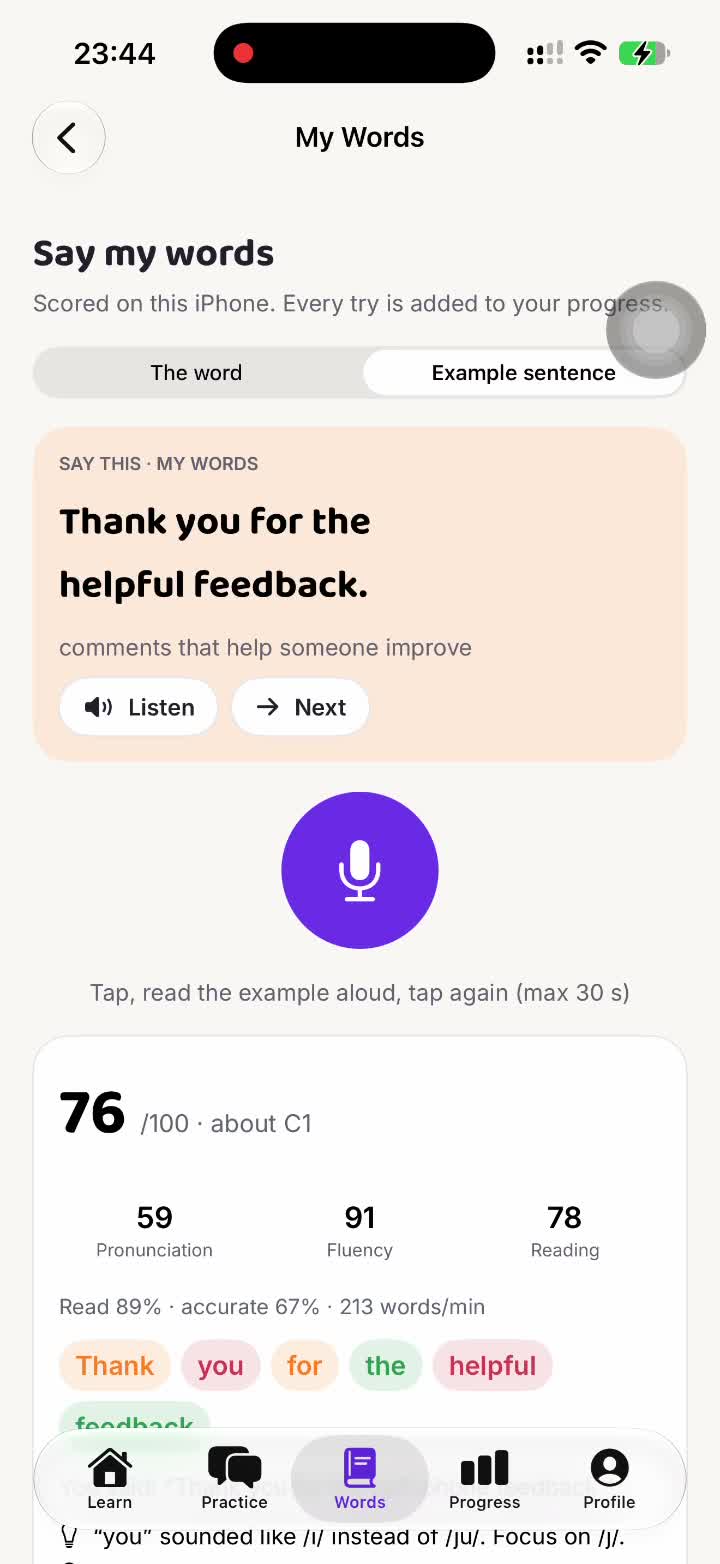 23:44
My Words
Say my words
Scored on this iPhone. Every try is added to your progress.
The word
Example sentence
SAY THIS · MY WORDS
Thank you for the
helpful feedback.
comments that help someone improve
Listen
Next
Tap, read the example aloud, tap again (max 30 s)
76 /100 · about C1
59 91 78
Pronunciation Fluency Reading
Read 89% · accurate 67% · 213 words/min
Thank you for the helpful
feedback
Learn Practice Words Progress Profile
“you” sounded like /i/ instead of /ju/. Focus on /j/.